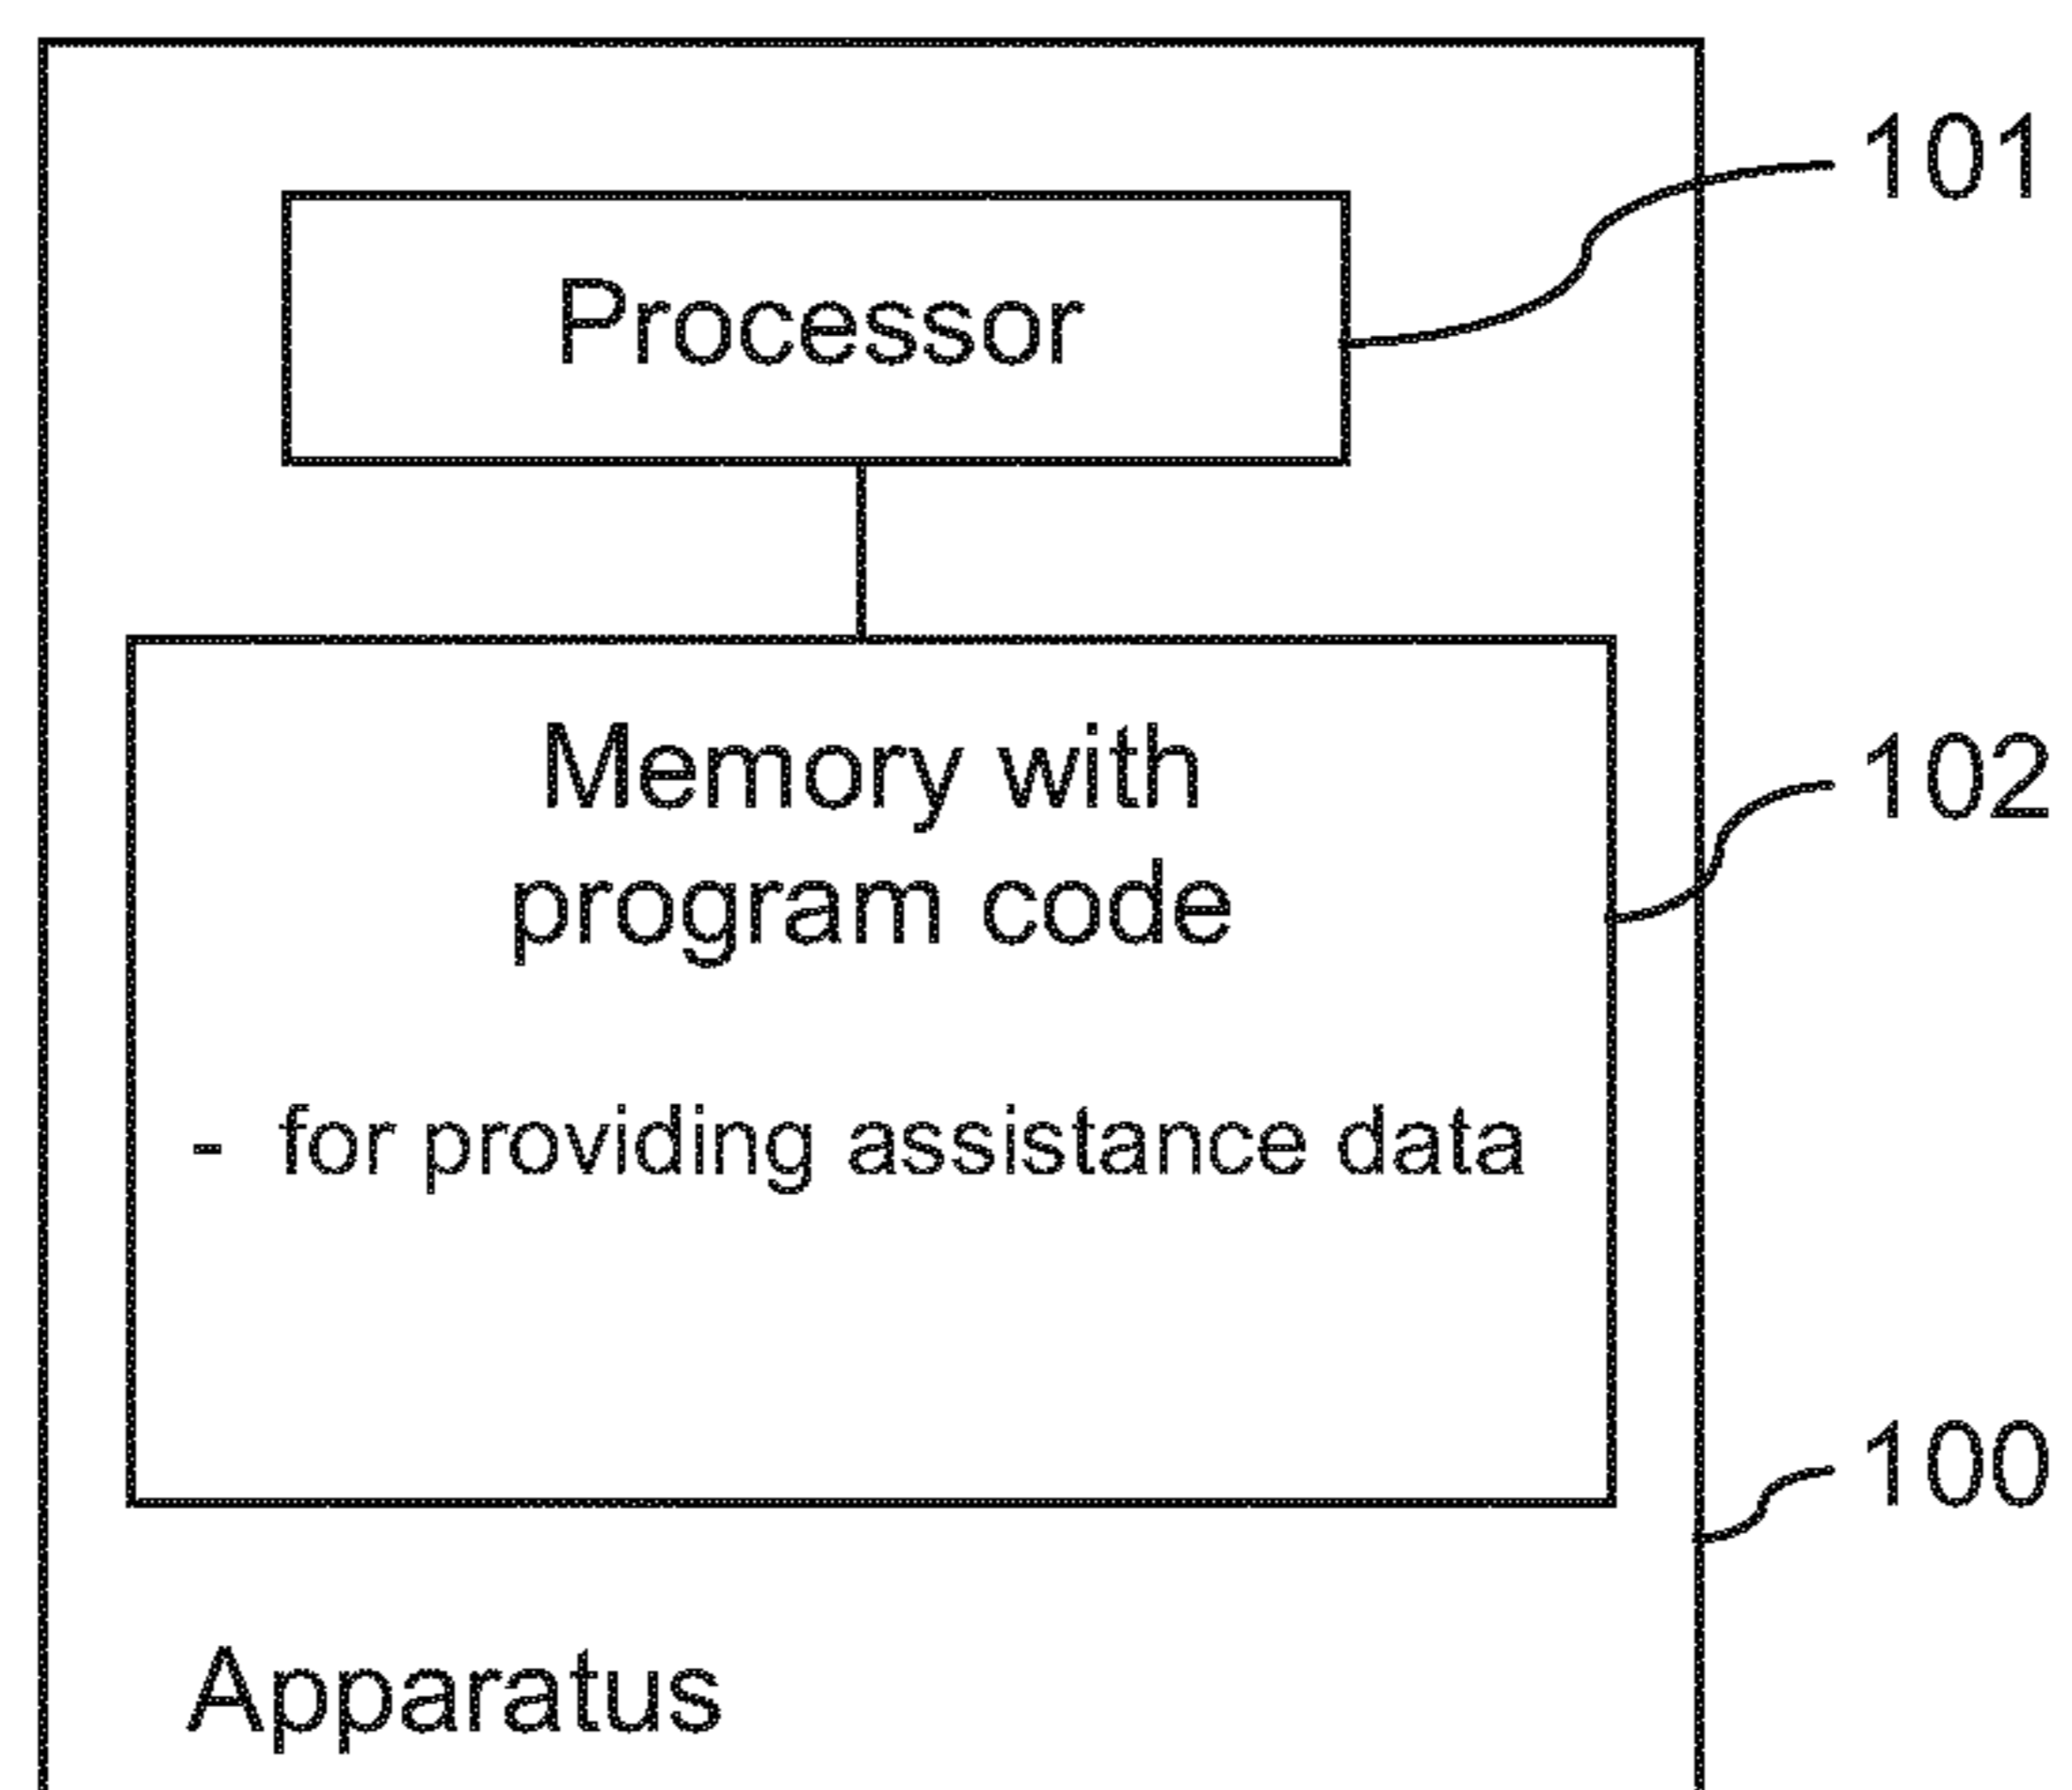 101
Processor
Memory with
program code
102
- for providing assistance data
100
Apparatus